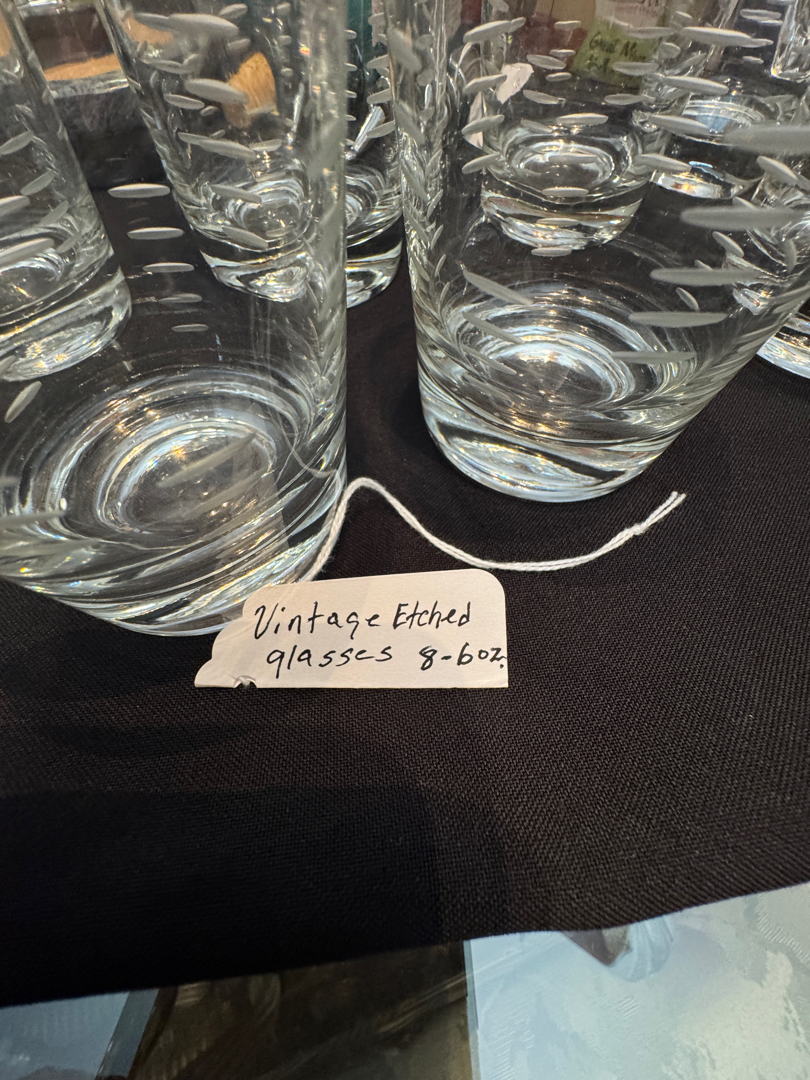 Vintage Etched
glasses 8-6oz.